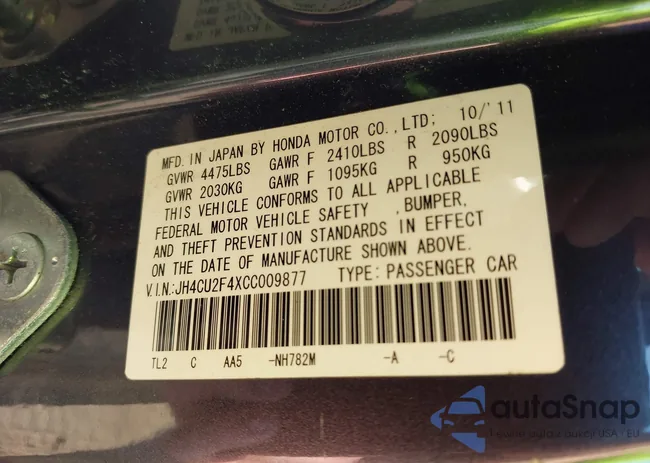 MFD. IN JAPAN BY HONDA MOTOR CO., LTD: 10/'11
GVWR 4475LBS GAWR F 2410LBS R 2090LBS
GVWR 2030KG GAWR F 1095KG R 950KG
THIS VEHICLE CONFORMS TO ALL APPLICABLE
FEDERAL MOTOR VEHICLE SAFETY ,BUMPER,
AND THEFT PREVENTION STANDARDS IN EFFECT
ON THE DATE OF MANUFACTURE SHOWN ABOVE.
V.I.N.:JH4CU2F4XCC009877 TYPE: PASSENGER CAR
TL2 C AA5 -NH782M -A -C
autoSnap